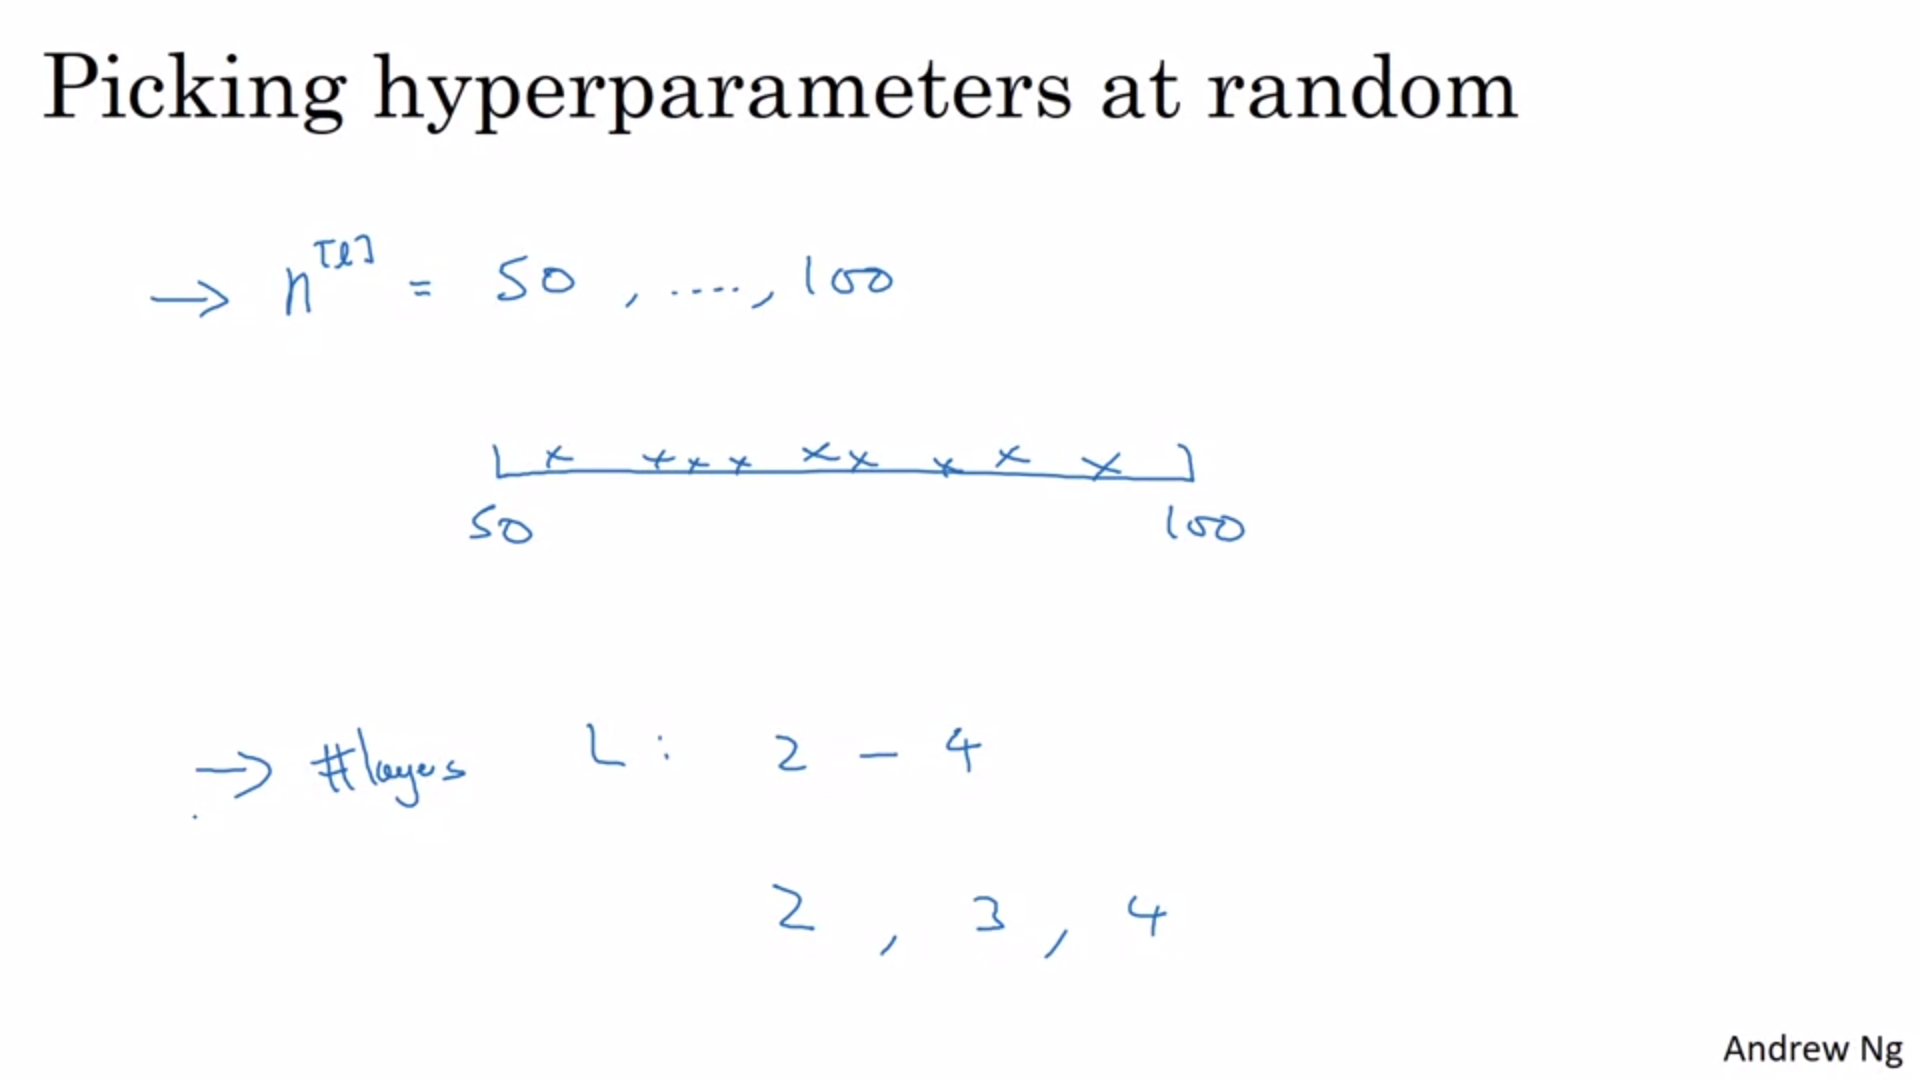 Picking hyperparameters at random
→ n[l] = 50, ...., 100
x x x x x x x x x
50 100
→ #layers L: 2 - 4
2, 3, 4
Andrew Ng